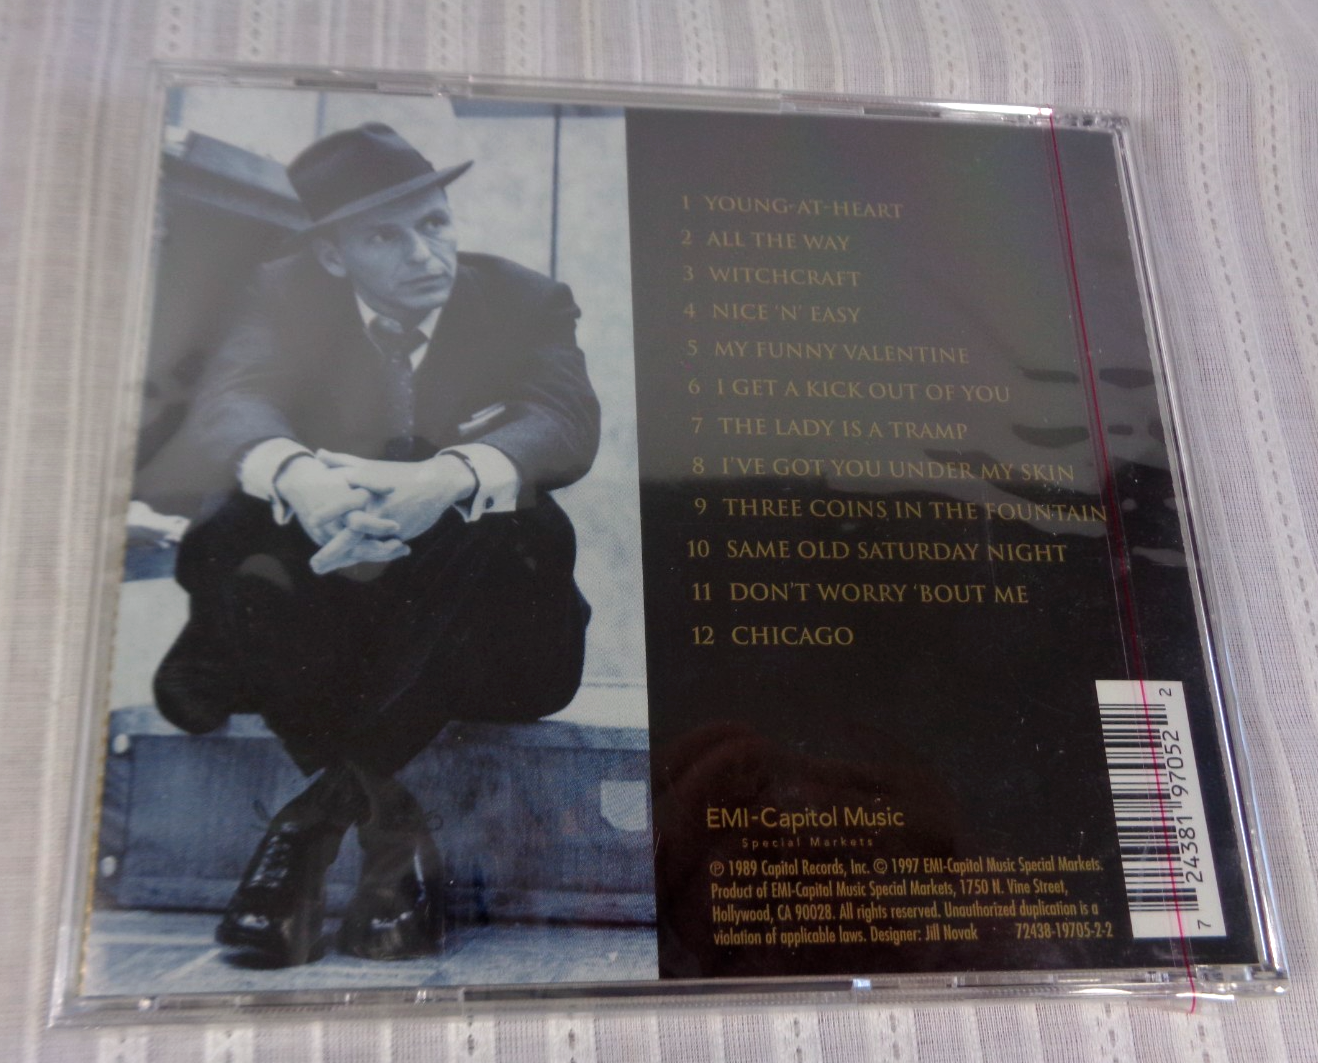 1 YOUNG-AT-HEART
2 ALL THE WAY
3 WITCHCRAFT
4 NICE 'N' EASY
5 MY FUNNY VALENTINE
6 I GET A KICK OUT OF YOU
7 THE LADY IS A TRAMP
8 I'VE GOT YOU UNDER MY SKIN
9 THREE COINS IN THE FOUNTAIN
10 SAME OLD SATURDAY NIGHT
11 DON'T WORRY 'BOUT ME
12 CHICAGO
EMI-Capitol Music
Special Markets
℗ 1989 Capitol Records, Inc. © 1997 EMI-Capitol Music Special Markets.
Product of EMI-Capitol Music Special Markets, 1750 N. Vine Street,
Hollywood, CA 90028. All rights reserved. Unauthorized duplication is a
violation of applicable laws. Designer: Jill Novak 72438-19705-2-2
7 24381 97052 2